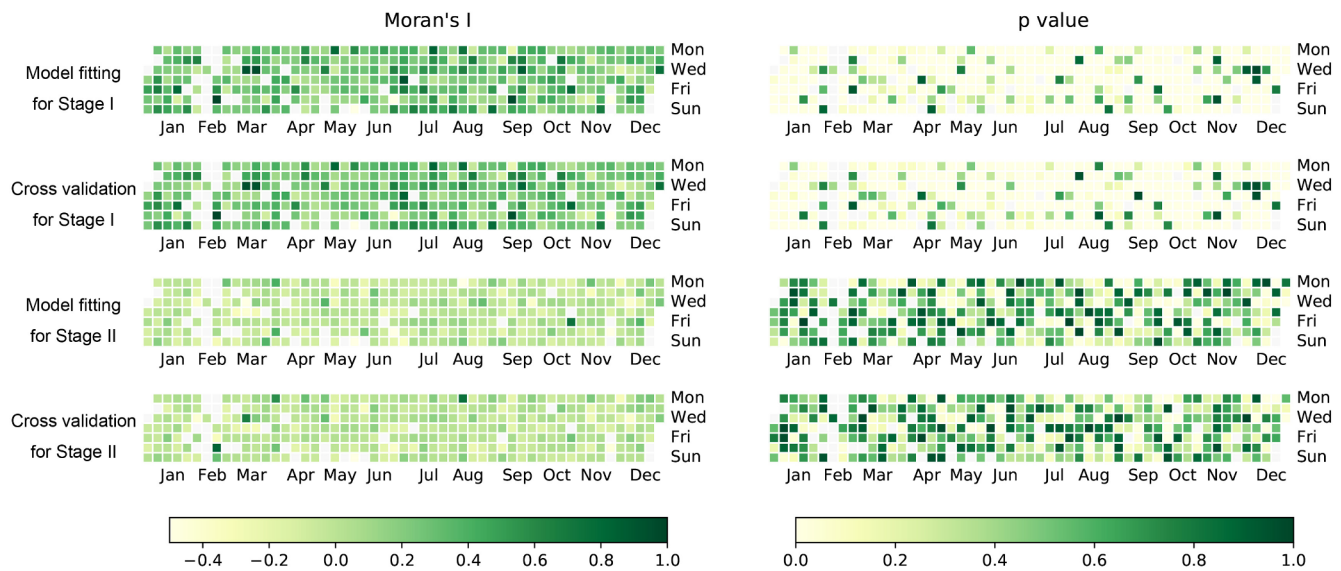 Moran's I
p value
Model fitting
for Stage I
Mon
Wed
Fri
Sun
Jan Feb Mar Apr May Jun Jul Aug Sep Oct Nov Dec
Mon
Wed
Fri
Sun
Jan Feb Mar Apr May Jun Jul Aug Sep Oct Nov Dec
Cross validation
for Stage I
Mon
Wed
Fri
Sun
Jan Feb Mar Apr May Jun Jul Aug Sep Oct Nov Dec
Mon
Wed
Fri
Sun
Jan Feb Mar Apr May Jun Jul Aug Sep Oct Nov Dec
Model fitting
for Stage II
Mon
Wed
Fri
Sun
Jan Feb Mar Apr May Jun Jul Aug Sep Oct Nov Dec
Mon
Wed
Fri
Sun
Jan Feb Mar Apr May Jun Jul Aug Sep Oct Nov Dec
Cross validation
for Stage II
Mon
Wed
Fri
Sun
Jan Feb Mar Apr May Jun Jul Aug Sep Oct Nov Dec
Mon
Wed
Fri
Sun
Jan Feb Mar Apr May Jun Jul Aug Sep Oct Nov Dec
−0.4 −0.2 0.0 0.2 0.4 0.6 0.8 1.0
0.0 0.2 0.4 0.6 0.8 1.0